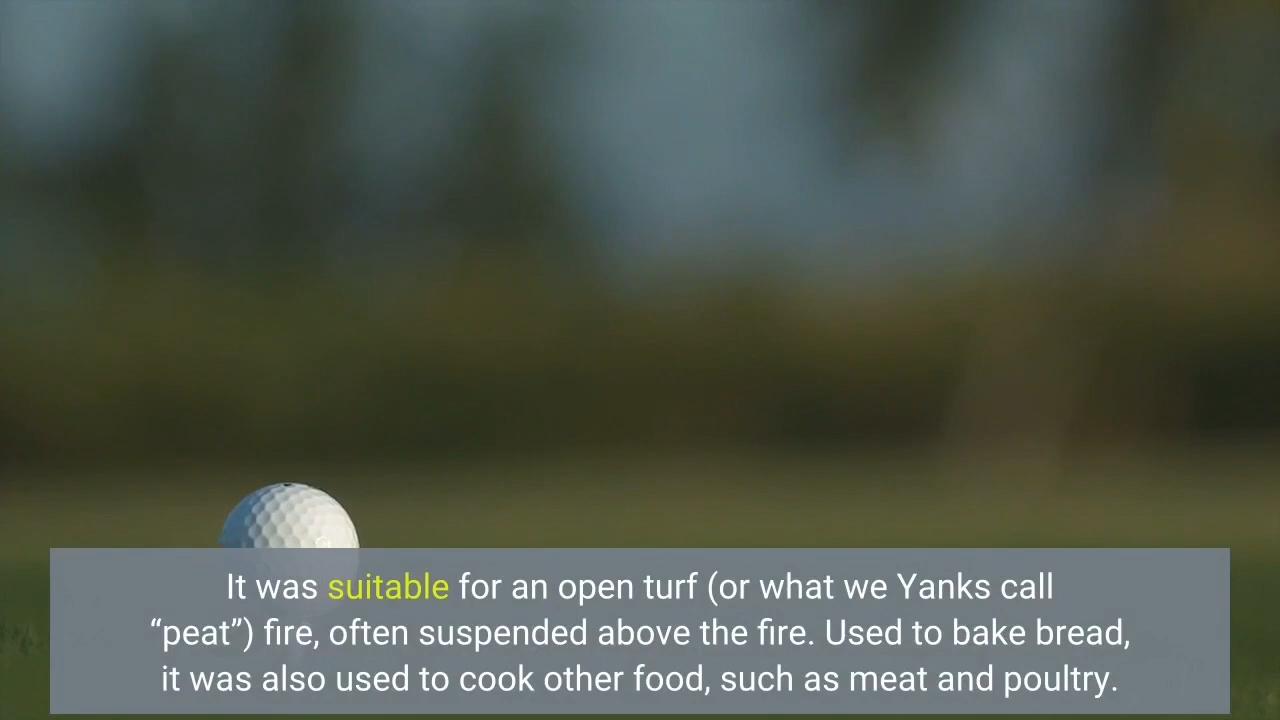 It was suitable for an open turf (or what we Yanks call
“peat”) fire, often suspended above the fire. Used to bake bread,
it was also used to cook other food, such as meat and poultry.